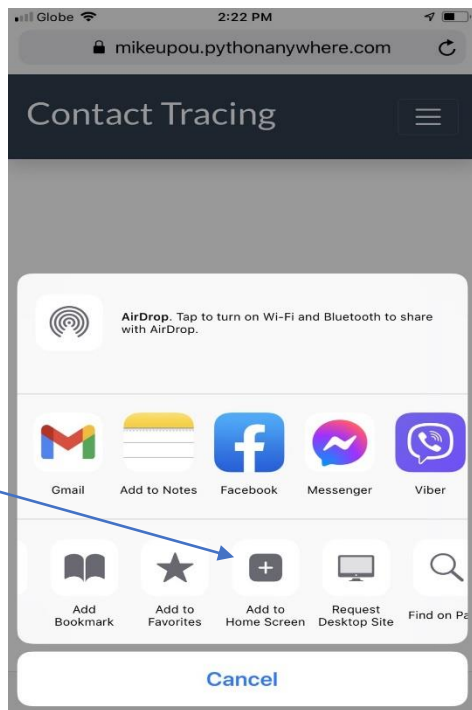 Globe 2:22 PM
mikeupou.pythonanywhere.com
Contact Tracing
AirDrop. Tap to turn on Wi-Fi and Bluetooth to share
with AirDrop.
Gmail Add to Notes Facebook Messenger Viber
Add Add to Add to Request Find on Pa
Bookmark Favorites Home Screen Desktop Site
Cancel